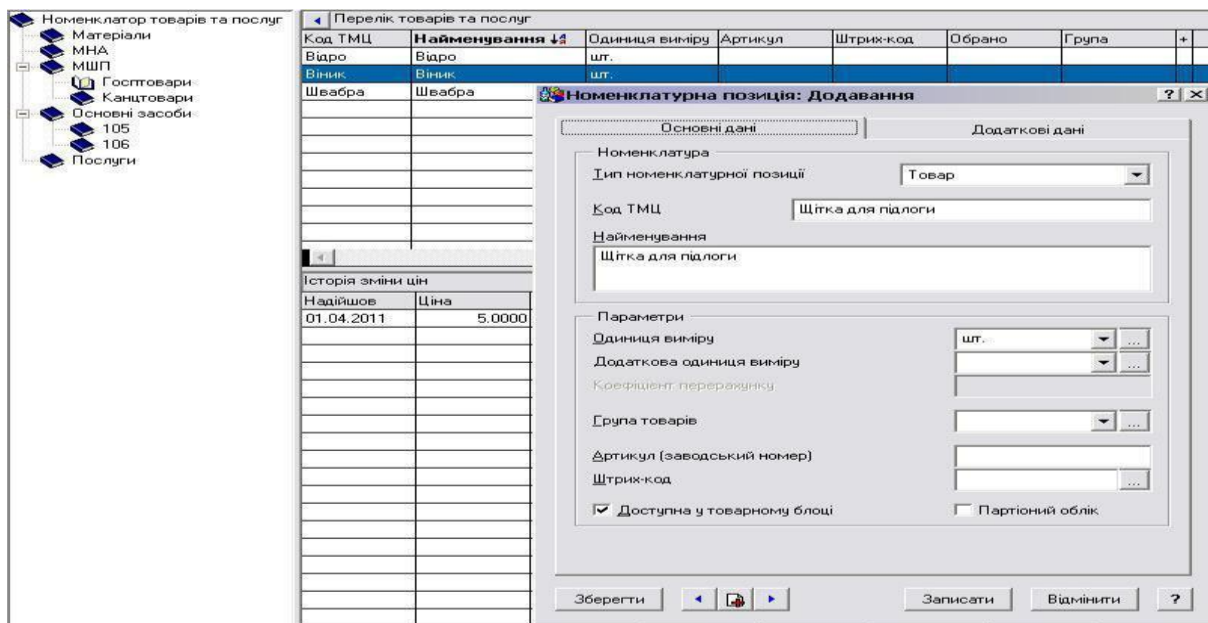 Номенклатор товарів та послуг
Матеріали
МНА
МШП
Госптовари
Канцтовари
Основні засоби
105
106
Послуги
Перелік товарів та послуг
Код ТМЦ Найменування Одиниця виміру Артикул Штрих-код Обрано Група +
Відро Відро шт.
Віник Віник шт.
Швабра Швабра
Історія зміни цін
Надійшов Ціна
01.04.2011 5.0000
Номенклатурна позиція: Додавання ? ×
Основні дані Додаткові дані
Номенклатура
Тип номенклатурної позиції Товар
Код ТМЦ Щітка для підлоги
Найменування
Щітка для підлоги
Параметри
Одиниця виміру шт. ...
Додаткова одиниця виміру ...
Коефіцієнт перерахунку
Група товарів ...
Артикул (заводський номер)
Штрих-код ...
Доступна у товарному блоці Партіоний облік
Зберегти Записати Відмінити ?